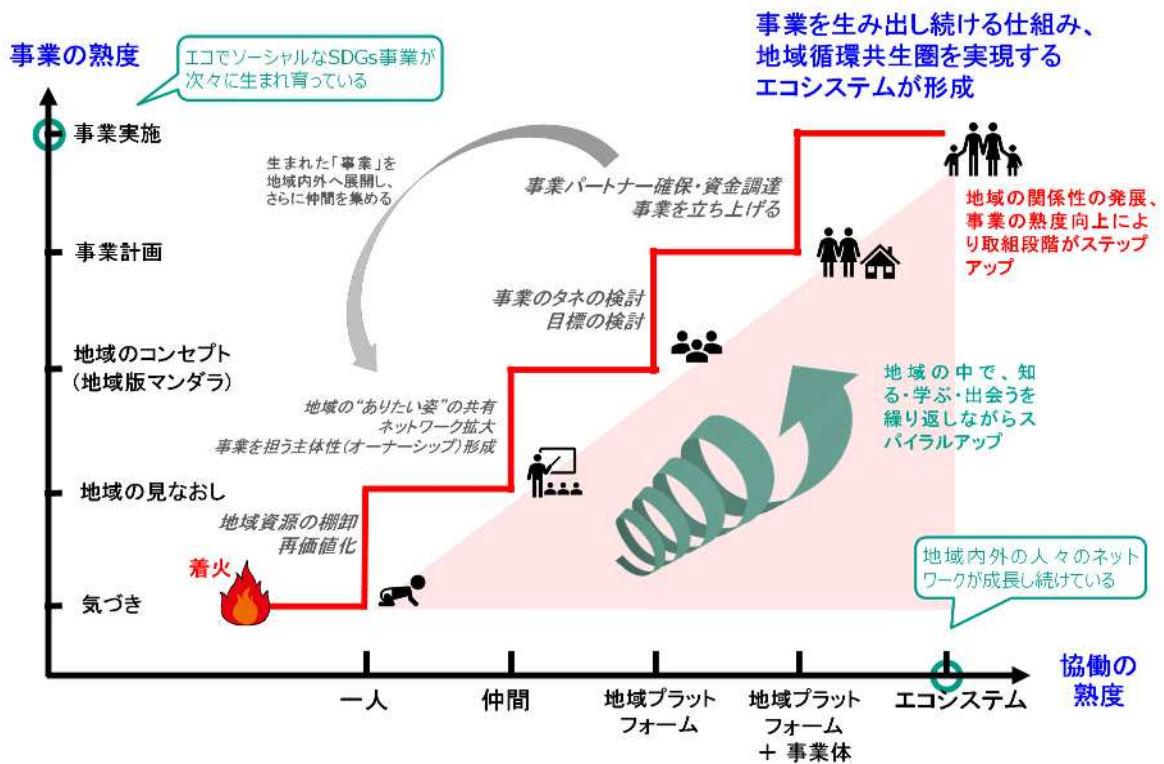 事業を生み出し続ける仕組み、
地域循環共生圏を実現する
エコシステムが形成
事業の熟度
エコでソーシャルなSDGs事業が
次々に生まれ育っている
事業実施
生まれた「事業」を
地域内外へ展開し、
さらに仲間を集める
事業パートナー確保・資金調達
事業を立ち上げる
地域の関係性の発展、
事業の熟度向上によ
り取組段階がステップ
アップ
事業計画
事業のタネの検討
目標の検討
地域のコンセプト
(地域版マンダラ)
地域の中で、知
る・学ぶ・出会うを
繰り返しながらス
パイラルアップ
地域の“ありたい姿”の共有
ネットワーク拡大
事業を担う主体性(オーナーシップ)形成
地域の見なおし
地域資源の棚卸
再価値化
着火
気づき
地域内外の人々のネット
ワークが成長し続けている
一人
仲間
地域プラット
フォーム
地域プラット
フォーム
＋ 事業体
エコシステム
協働の
熟度